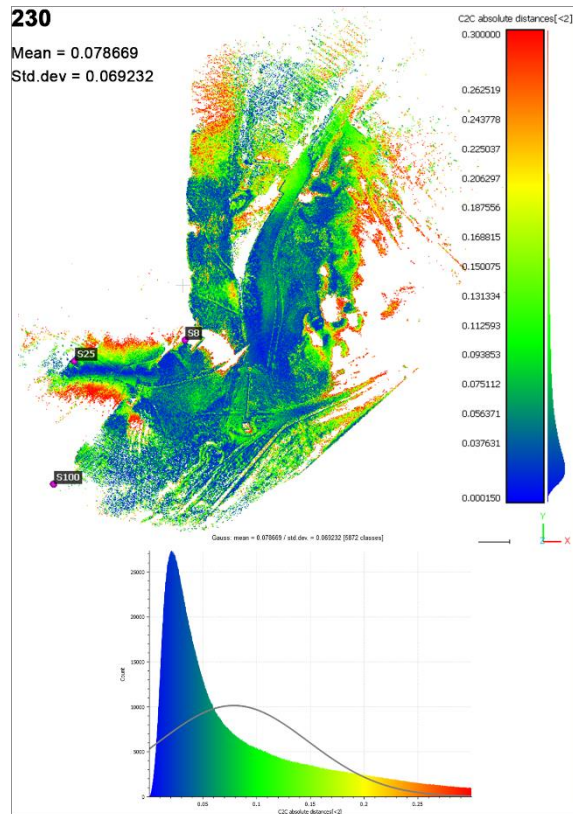 230
Mean = 0.078669
Std.dev = 0.069232
C2C absolute distances[<2]
0.300000
0.262519
0.243778
0.225037
0.206297
0.187556
0.168815
0.150075
0.131334
0.112593
0.093853
0.075112
0.056371
0.037631
0.000150
S8
S25
S100
Y
Z
X
Gauss: mean = 0.078669 / std.dev. = 0.069232 [5872 classes]
Count
25000
20000
15000
10000
5000
0
0.05
0.1
0.15
0.2
0.25
C2C absolute distances[<2]